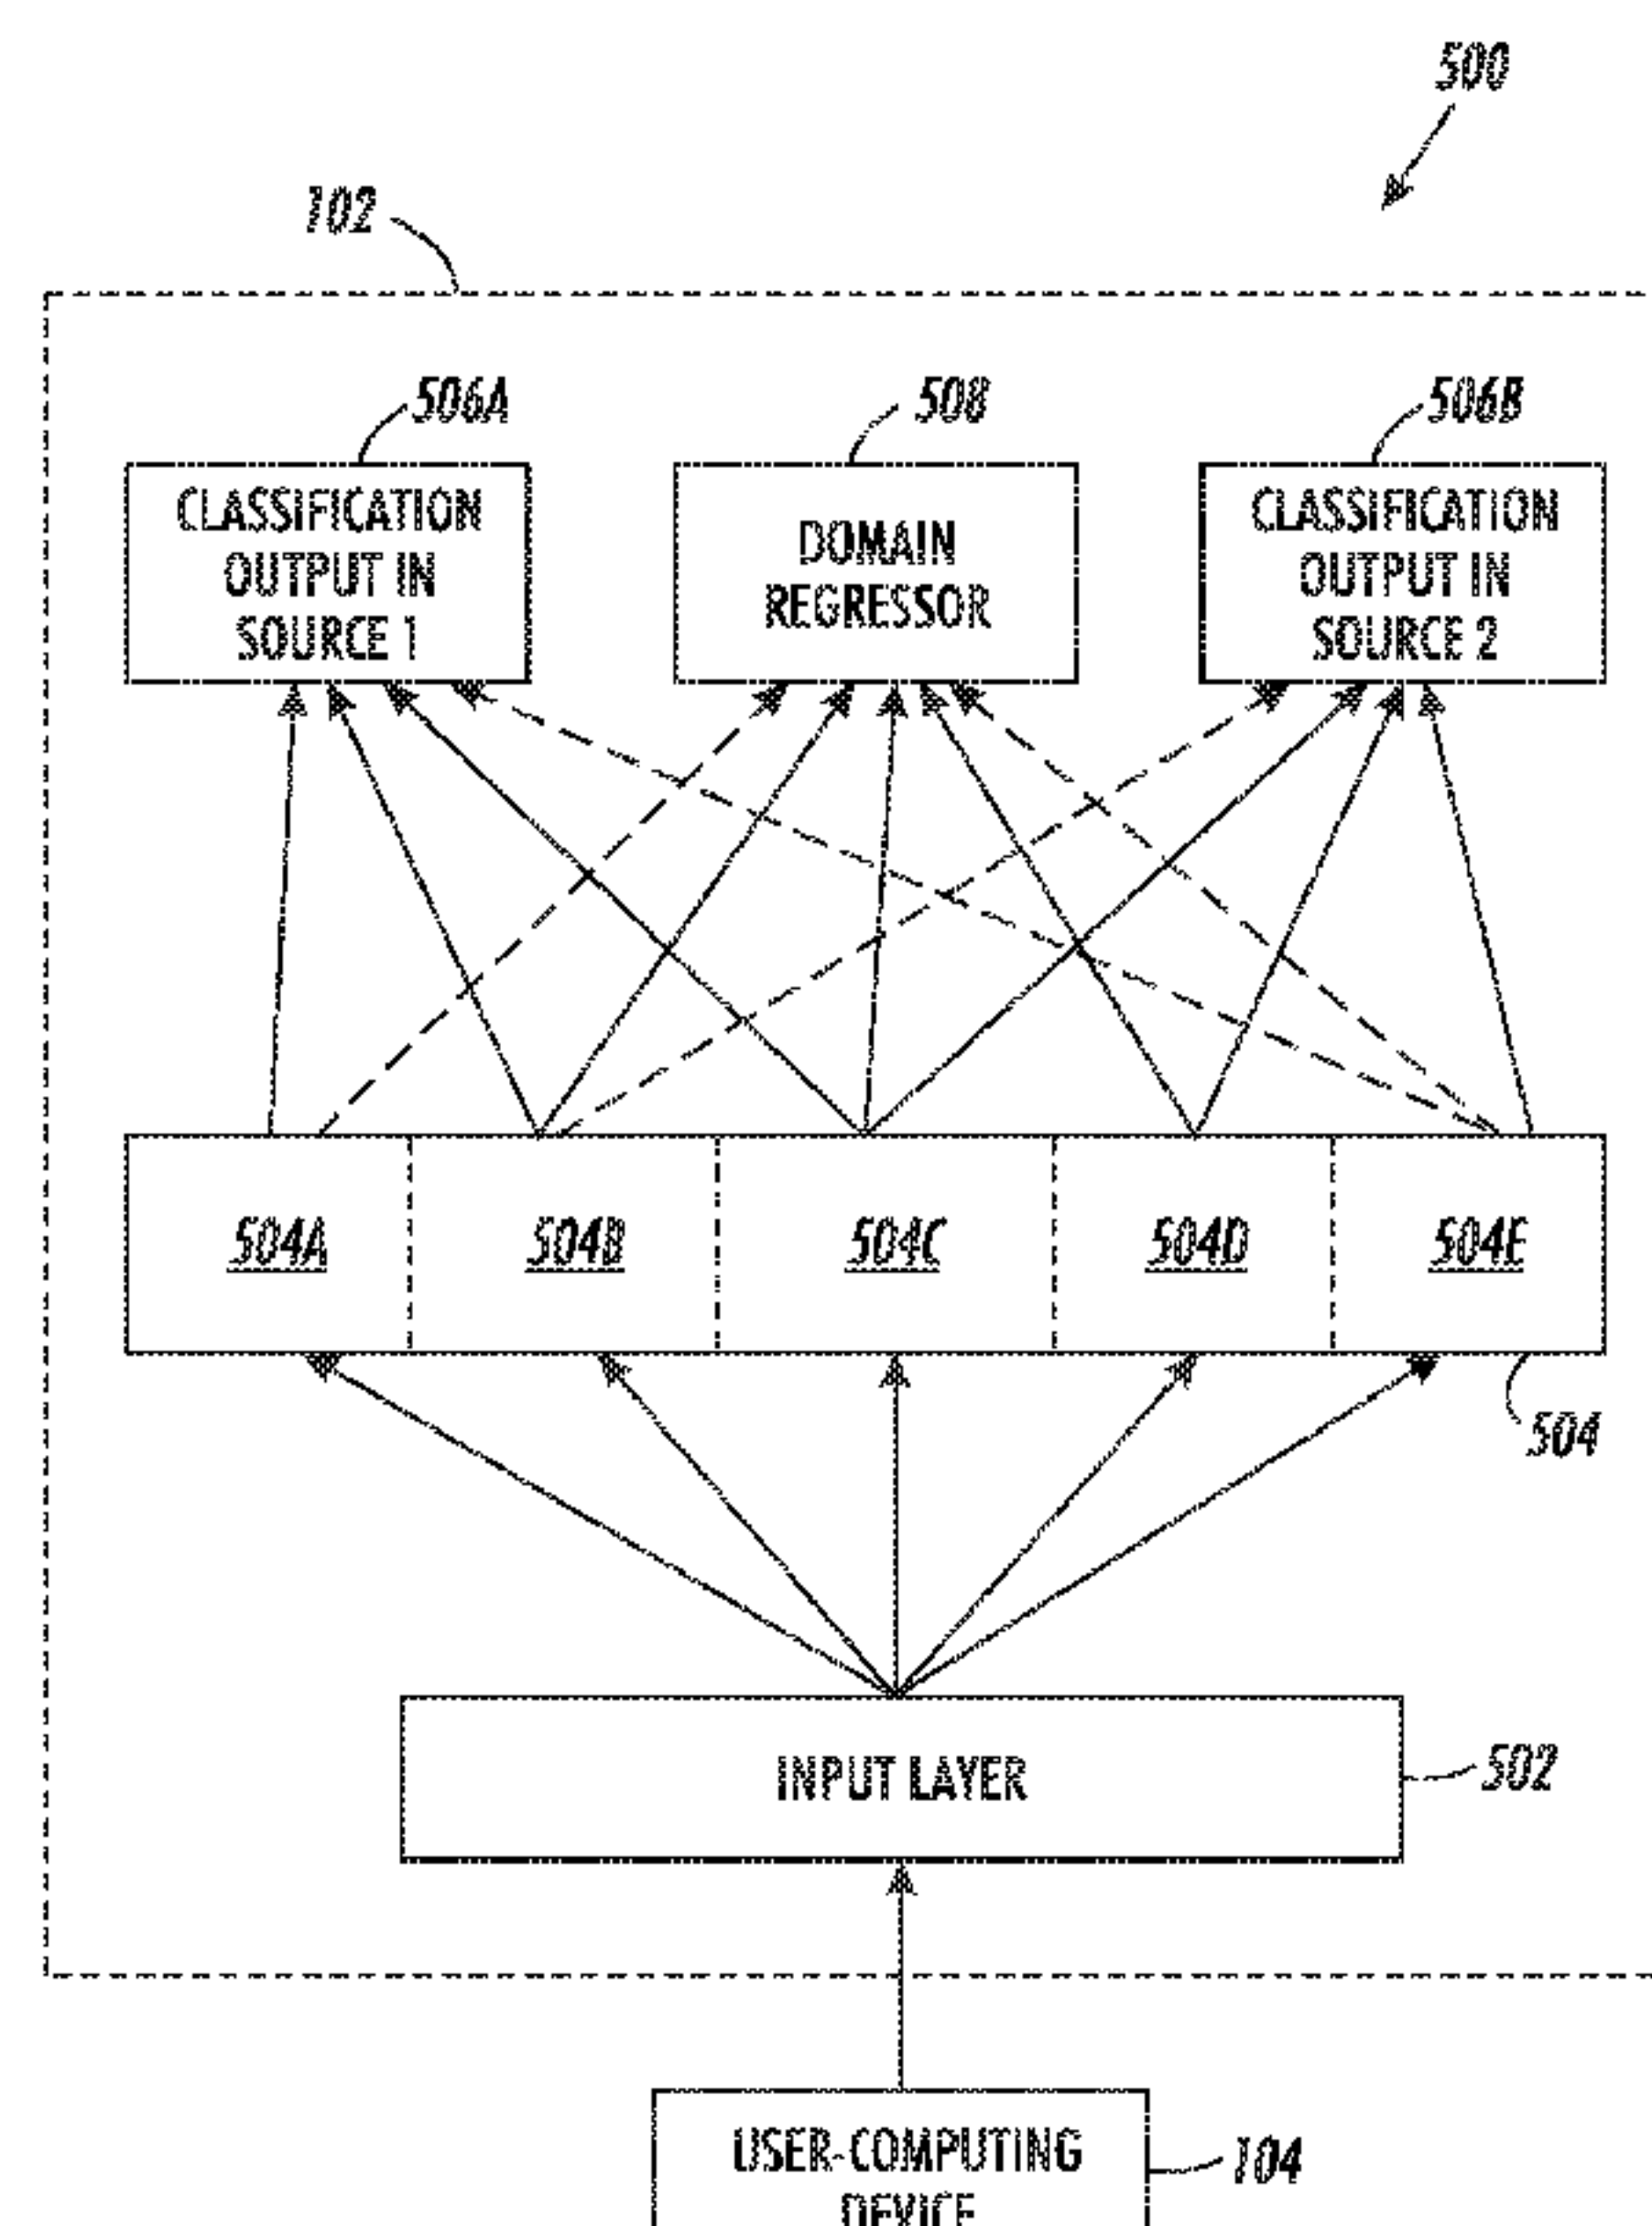 500
102
506A
508
506B
CLASSIFICATION
OUTPUT IN
SOURCE 1
DOMAIN
REGRESSOR
CLASSIFICATION
OUTPUT IN
SOURCE 2
504A
504B
504C
504D
504E
504
INPUT LAYER
502
USER-COMPUTING
DEVICE
104